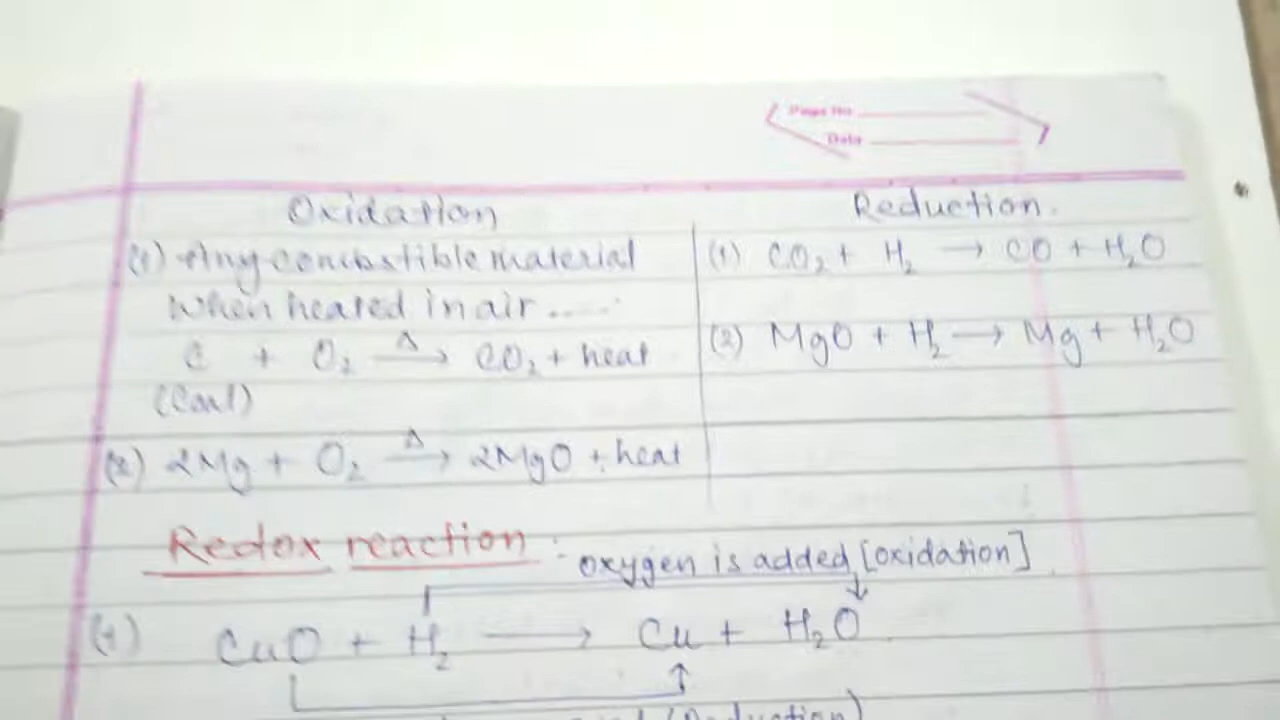 Page No.
Date
Oxidation
Reduction.
(1) Any combstible material
when heated in air .....
C + O₂ —Δ→ CO₂ + heat
(Coal)
(2) 2Mg + O₂ —Δ→ 2MgO + heat
(1) CO₂ + H₂ → CO + H₂O
(2) MgO + H₂ → Mg + H₂O
Redox reaction :-
oxygen is added [oxidation]
(1) CuO + H₂ → Cu + H₂O
(Reduction)